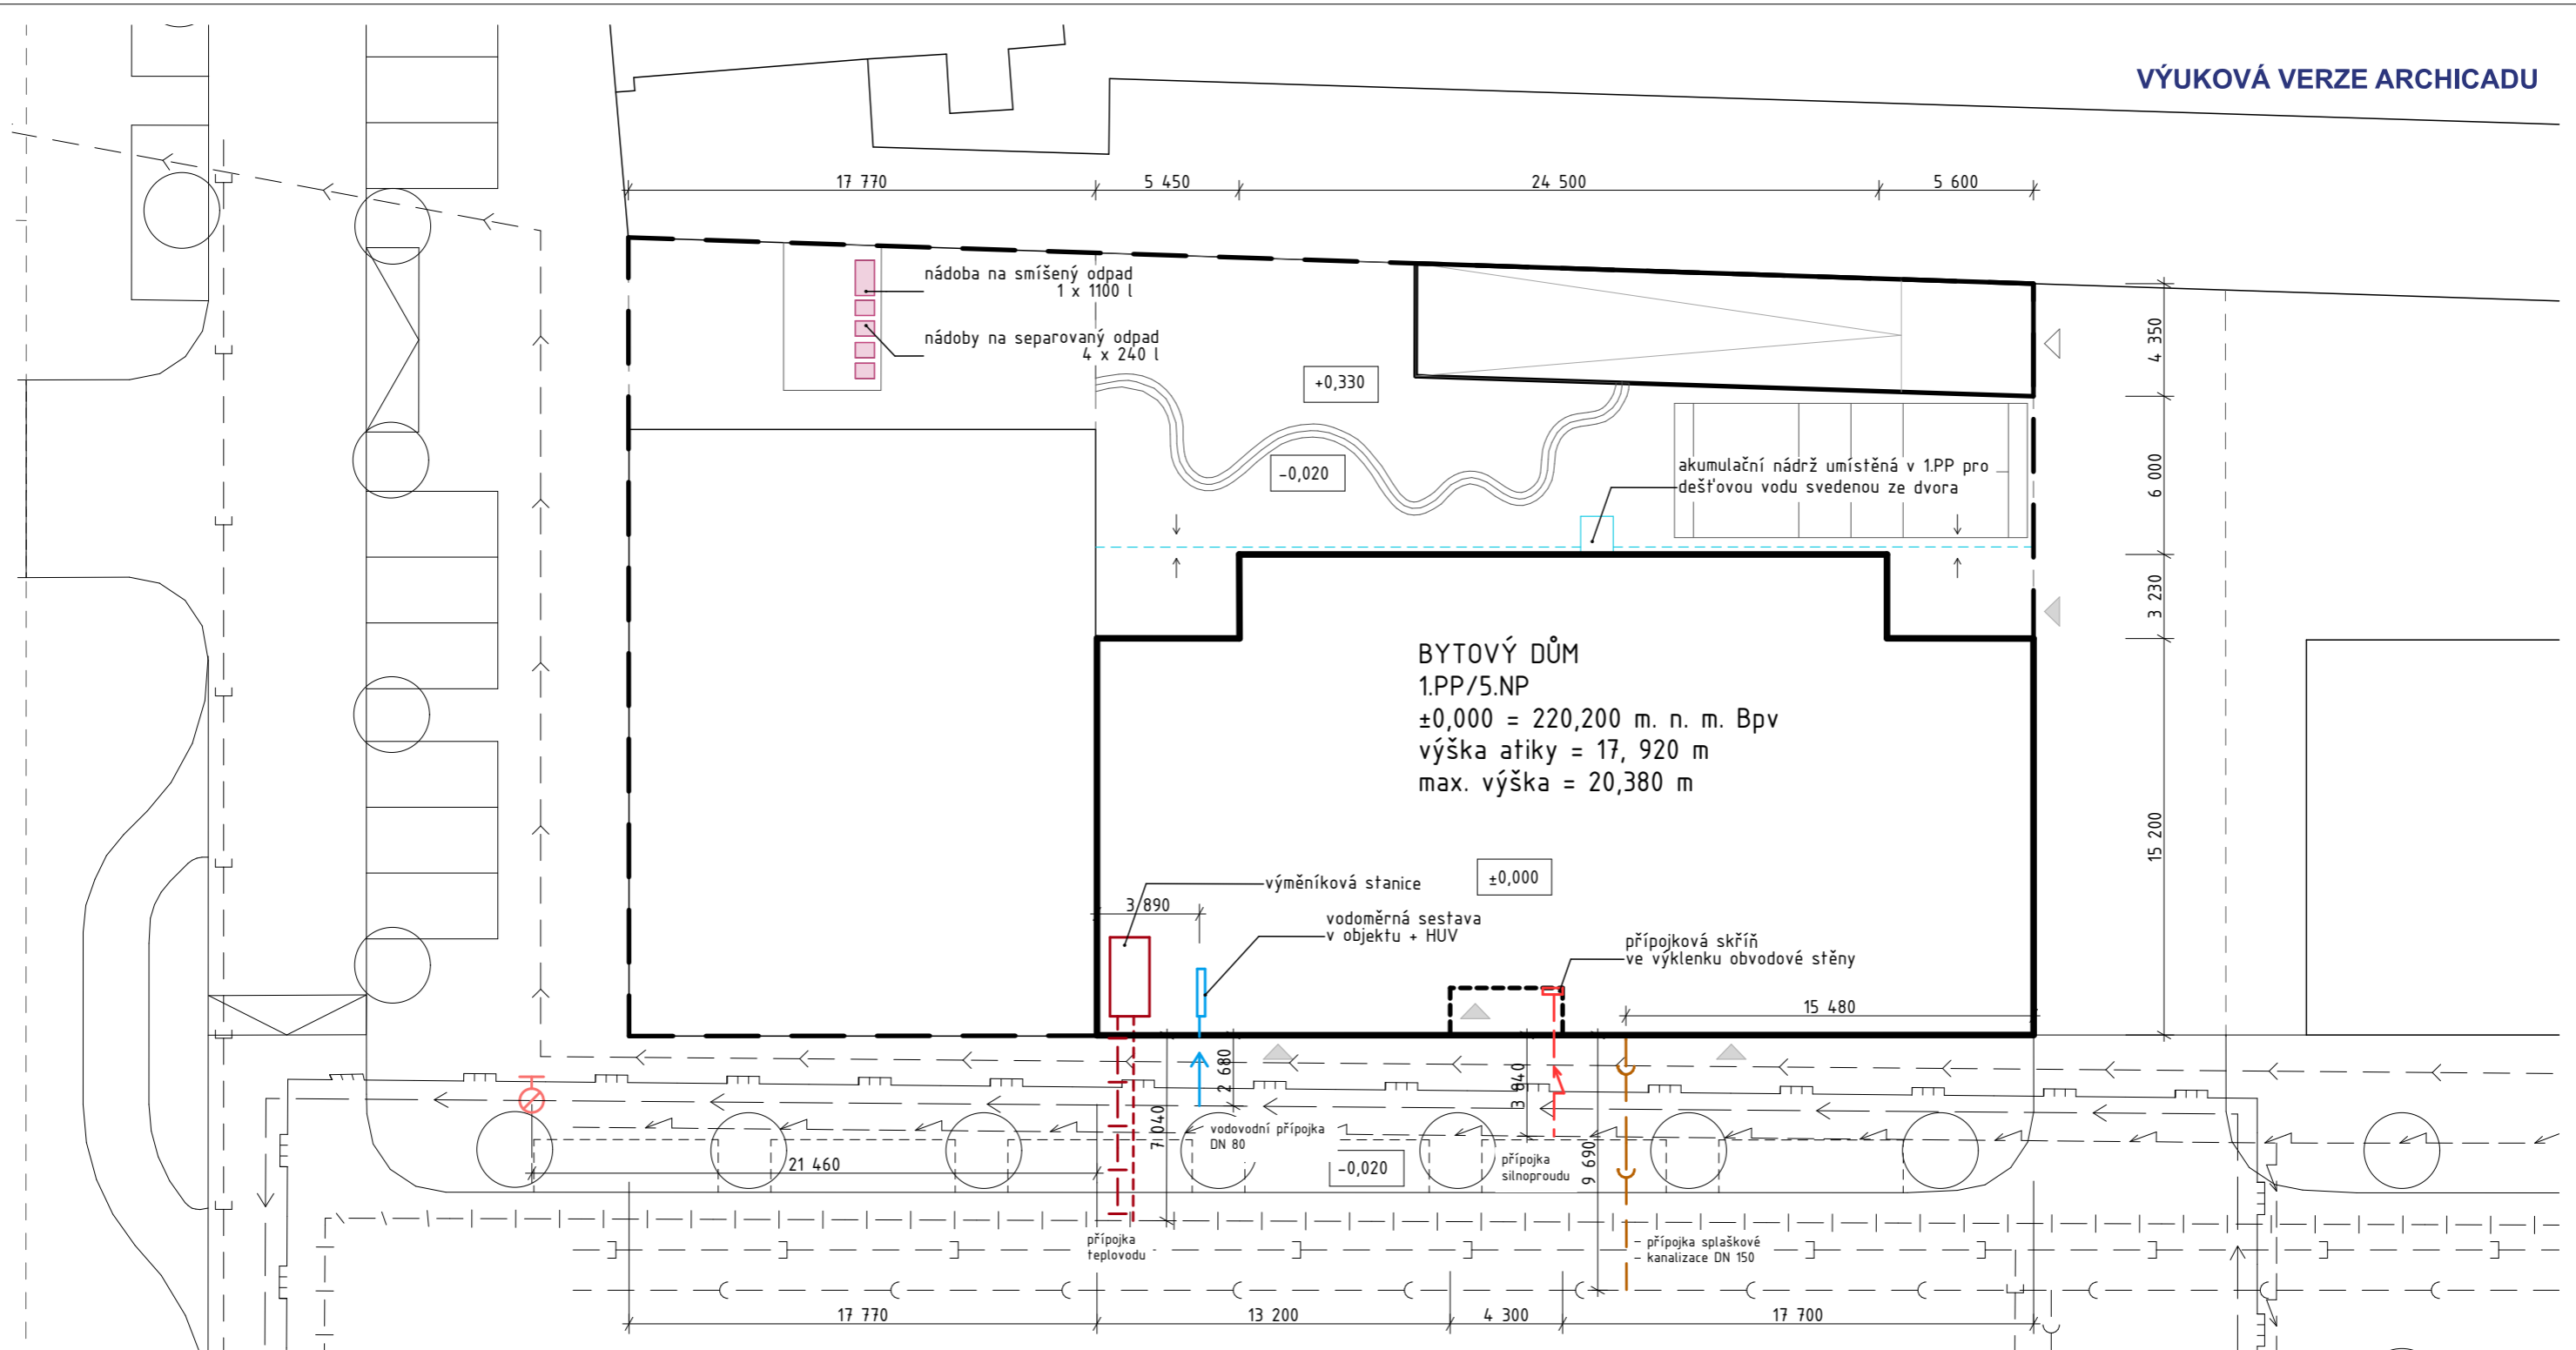 VÝUKOVÁ VERZE ARCHICADU
17 770
5 450
24 500
5 600
nádoba na smíšený odpad
1 x 1100 l
nádoby na separovaný odpad
4 x 240 l
+0,330
-0,020
akumulační nádrž umístěná v 1.PP pro
dešťovou vodu svedenou ze dvora
4 350
6 000
3 230
15 200
BYTOVÝ DŮM
1.PP/5.NP
±0,000 = 220,200 m. n. m. Bpv
výška atiky = 17, 920 m
max. výška = 20,380 m
±0,000
výměníková stanice
3 890
vodoměrná sestava
v objektu + HUV
přípojková skříň
ve výklenku obvodové stěny
15 480
2 680
3 840
7 040
9 690
vodovodní přípojka
DN 80
21 460
-0,020
přípojka
silnoproudu
přípojka
teplovodu
přípojka splaškové
kanalizace DN 150
17 770
13 200
4 300
17 700